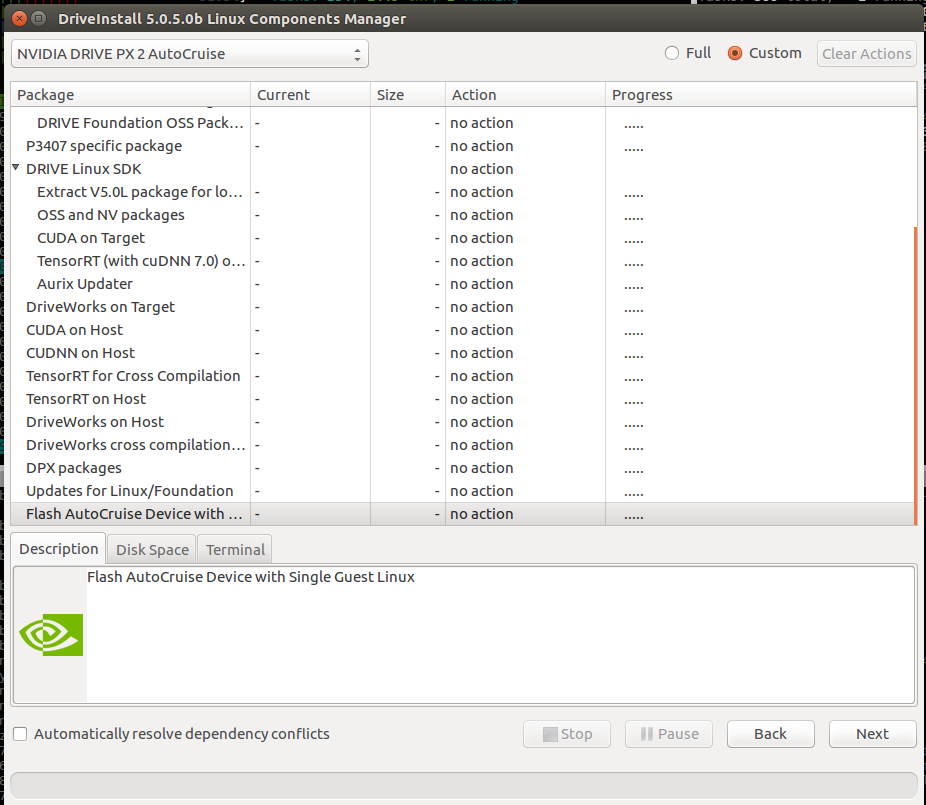 DriveInstall 5.0.5.0b Linux Components Manager
NVIDIA DRIVE PX 2 AutoCruise Full Custom Clear Actions
Package Current Size Action Progress
DRIVE Foundation OSS Pack... - - no action .....
P3407 specific package - - no action .....
DRIVE Linux SDK no action
Extract V5.0L package for lo... - - no action .....
OSS and NV packages - - no action .....
CUDA on Target - - no action .....
TensorRT (with cuDNN 7.0) o... - - no action .....
Aurix Updater - - no action .....
DriveWorks on Target - - no action .....
CUDA on Host - - no action .....
CUDNN on Host - - no action .....
TensorRT for Cross Compilation - - no action .....
TensorRT on Host - - no action .....
DriveWorks on Host - - no action .....
DriveWorks cross compilation... - - no action .....
DPX packages - - no action .....
Updates for Linux/Foundation - - no action .....
Flash AutoCruise Device with ... - - no action .....
Description Disk Space Terminal
Flash AutoCruise Device with Single Guest Linux
Automatically resolve dependency conflicts Stop Pause Back Next